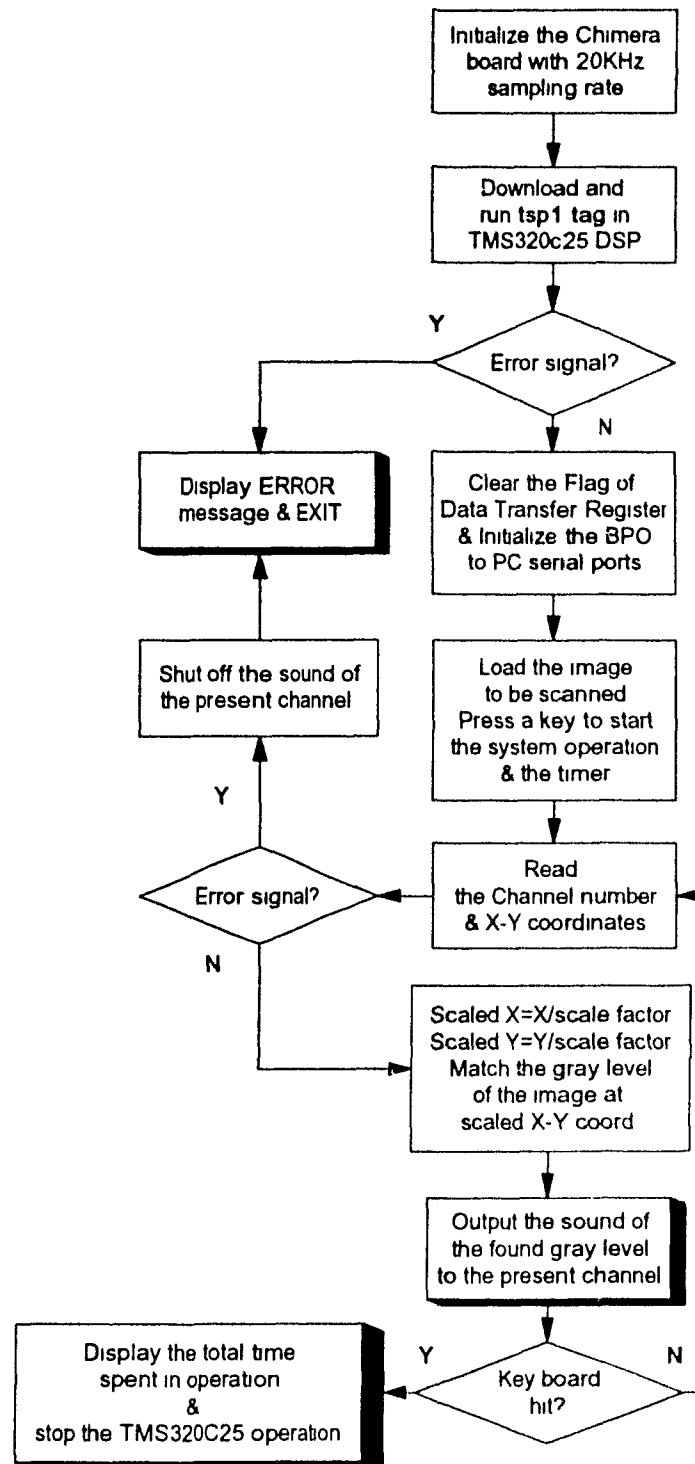 Initialize the Chimera
board with 20KHz
sampling rate
Download and
run tsp1 tag in
TMS320c25 DSP
Y
Error signal?
N
Display ERROR
message & EXIT
Clear the Flag of
Data Transfer Register
& Initialize the BPO
to PC serial ports
Shut off the sound of
the present channel
Load the image
to be scanned
Press a key to start
the system operation
& the timer
Y
Error signal?
N
Read
the Channel number
& X-Y coordinates
Scaled X=X/scale factor
Scaled Y=Y/scale factor
Match the gray level
of the image at
scaled X-Y coord
Output the sound of
the found gray level
to the present channel
Y
Key board
hit?
N
Display the total time
spent in operation
&
stop the TMS320C25 operation